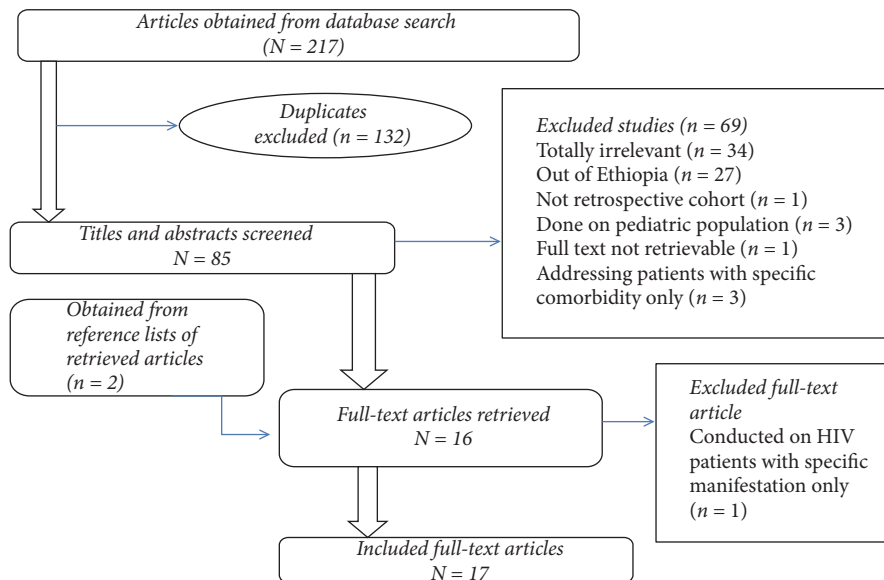 Articles obtained from database search
(N = 217)
Duplicates
excluded (n = 132)
Excluded studies (n = 69)
Totally irrelevant (n = 34)
Out of Ethiopia (n = 27)
Not retrospective cohort (n = 1)
Done on pediatric population (n = 3)
Full text not retrievable (n = 1)
Addressing patients with specific
comorbidity only (n = 3)
Titles and abstracts screened
N = 85
Obtained from
reference lists of
retrieved articles
(n = 2)
Full-text articles retrieved
N = 16
Excluded full-text
article
Conducted on HIV
patients with specific
manifestation only
(n = 1)
Included full-text articles
N = 17